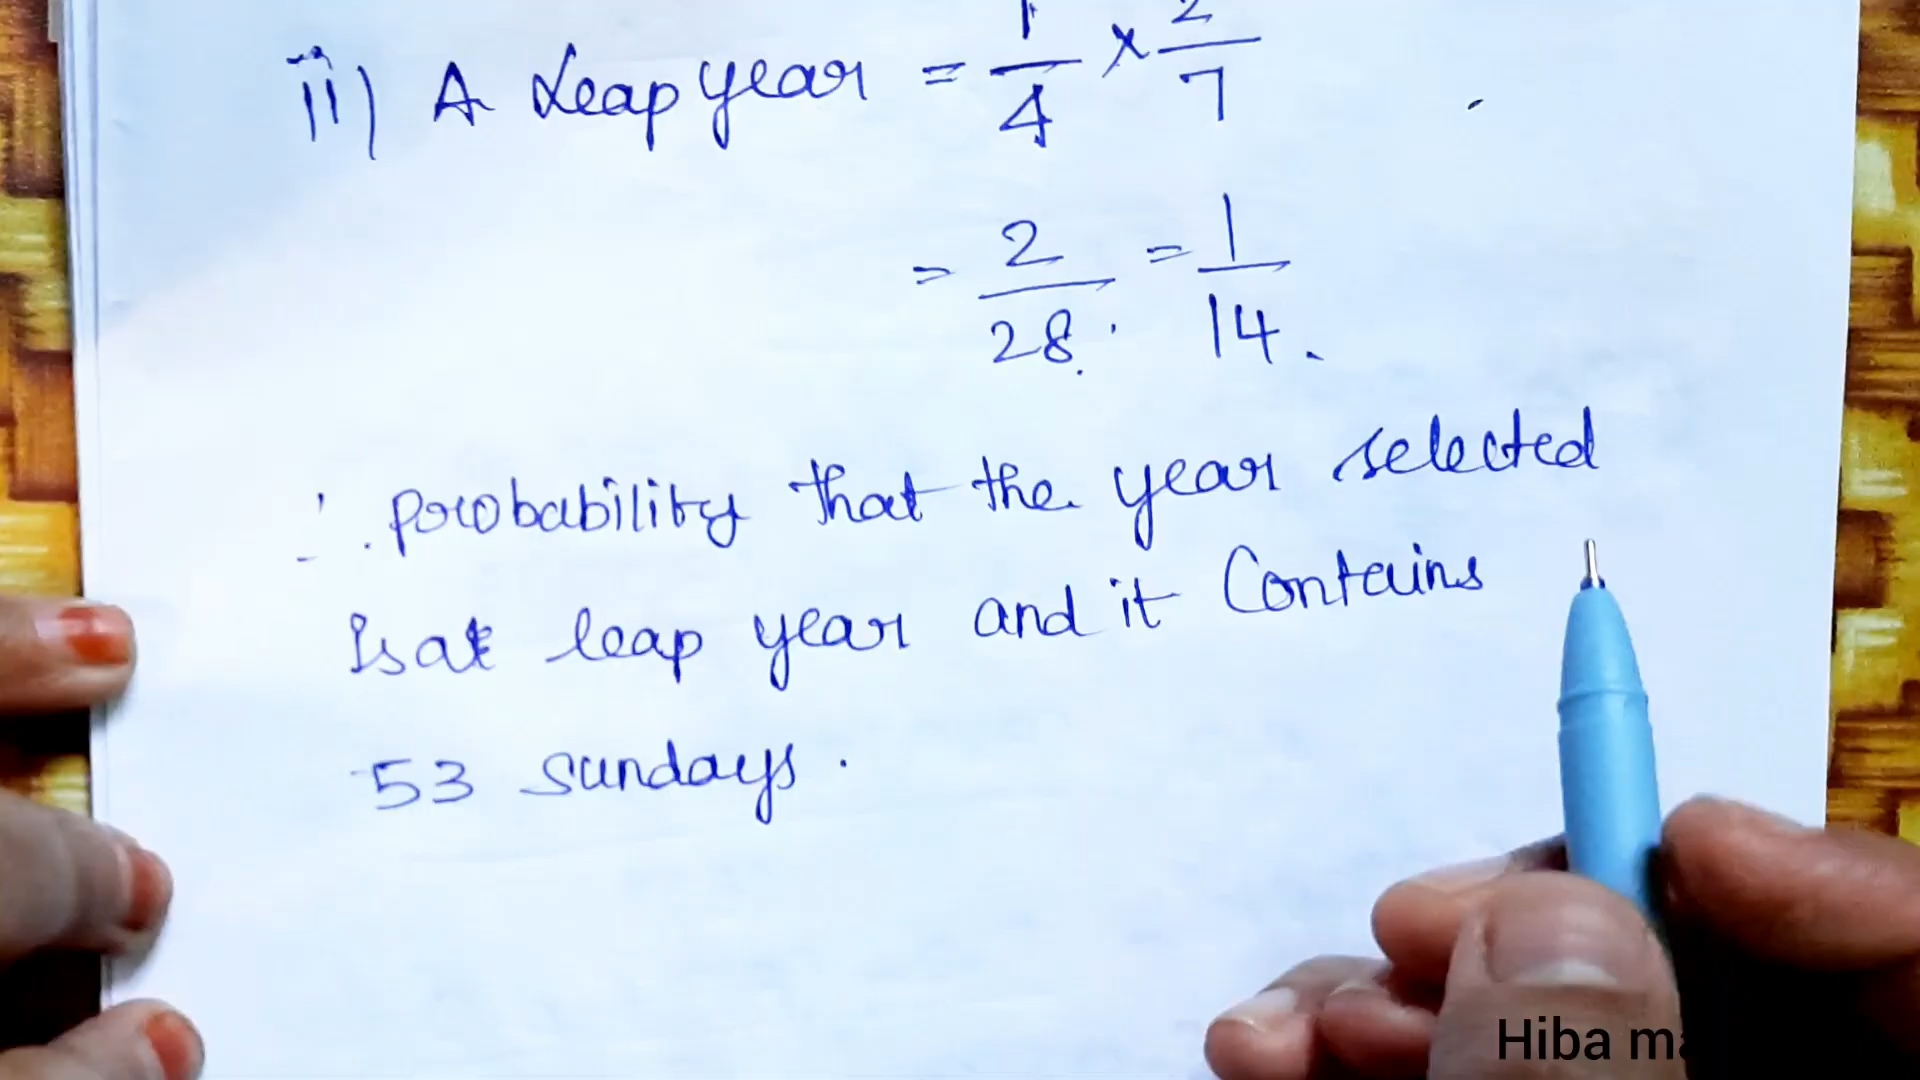 ii) A Leap year = 1/4 × 2/7
= 2/28 = 1/14.
∴ probability that the year selected
Is a leap year and it Contains
53 sundays.
Hiba ma